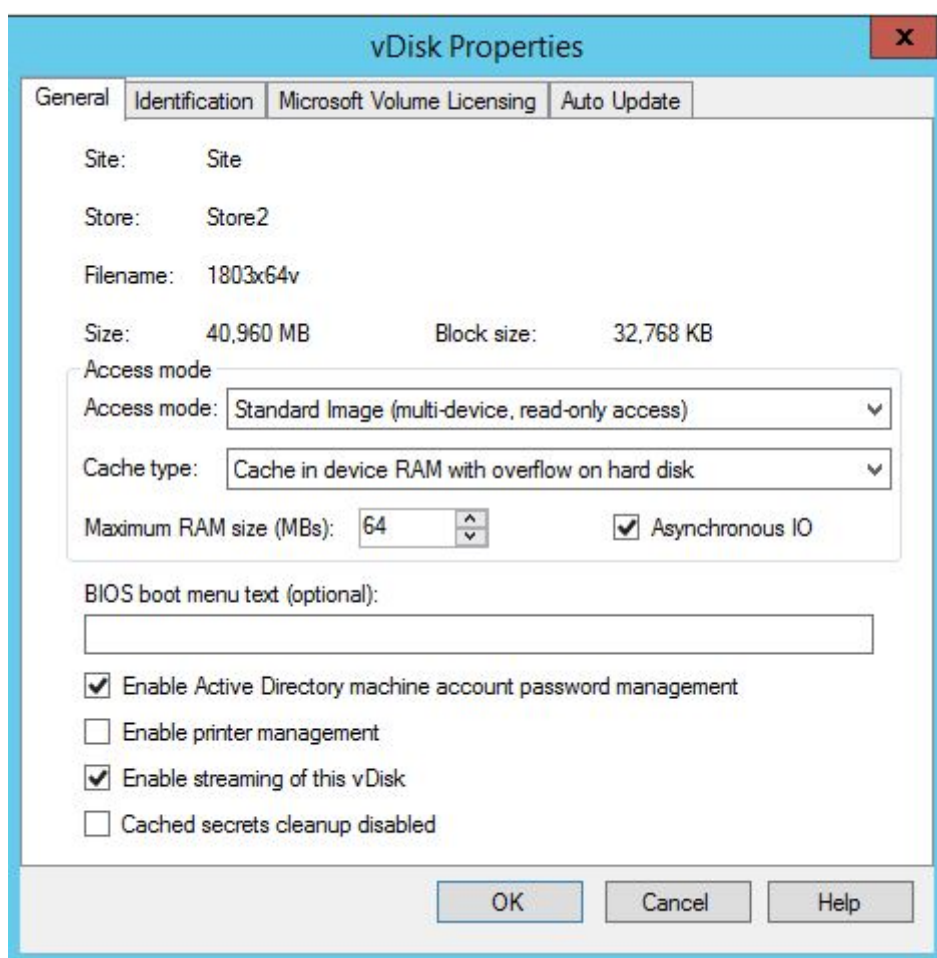 vDisk Properties
x
General Identification Microsoft Volume Licensing Auto Update
Site: Site
Store: Store2
Filename: 1803x64v
Size: 40,960 MB Block size: 32,768 KB
Access mode
Access mode: Standard Image (multi-device, read-only access)
Cache type: Cache in device RAM with overflow on hard disk
Maximum RAM size (MBs): 64 Asynchronous IO
BIOS boot menu text (optional):
Enable Active Directory machine account password management
Enable printer management
Enable streaming of this vDisk
Cached secrets cleanup disabled
OK Cancel Help